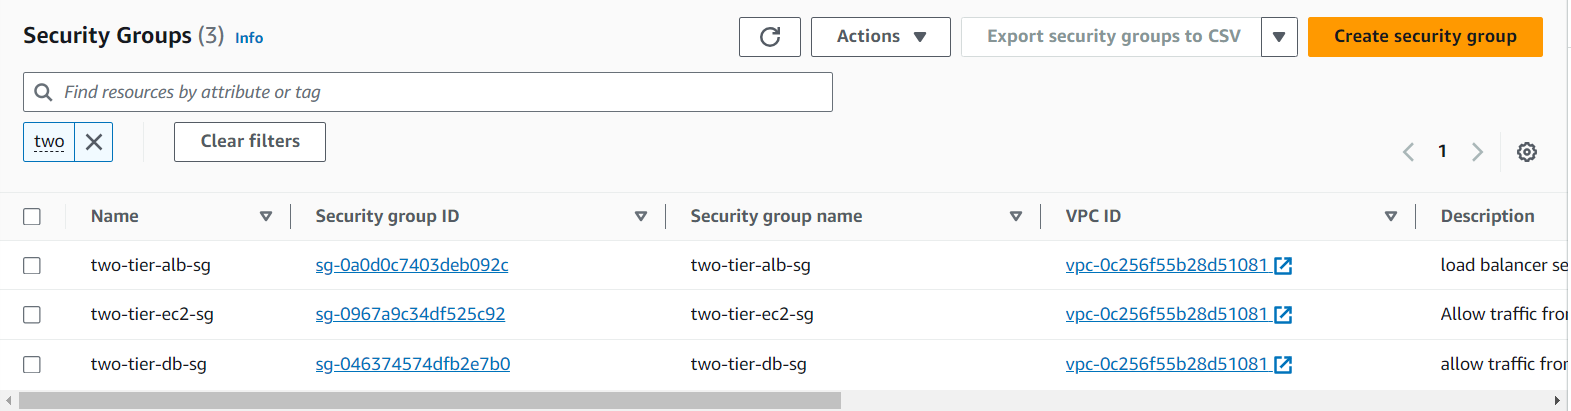 Security Groups (3) Info
Actions
Export security groups to CSV
Create security group
Find resources by attribute or tag
two
Clear filters
1
Name Security group ID Security group name VPC ID Description
two-tier-alb-sg sg-0a0d0c7403deb092c two-tier-alb-sg vpc-0c256f55b28d51081 load balancer se
two-tier-ec2-sg sg-0967a9c34df525c92 two-tier-ec2-sg vpc-0c256f55b28d51081 Allow traffic fron
two-tier-db-sg sg-046374574dfb2e7b0 two-tier-db-sg vpc-0c256f55b28d51081 allow traffic from